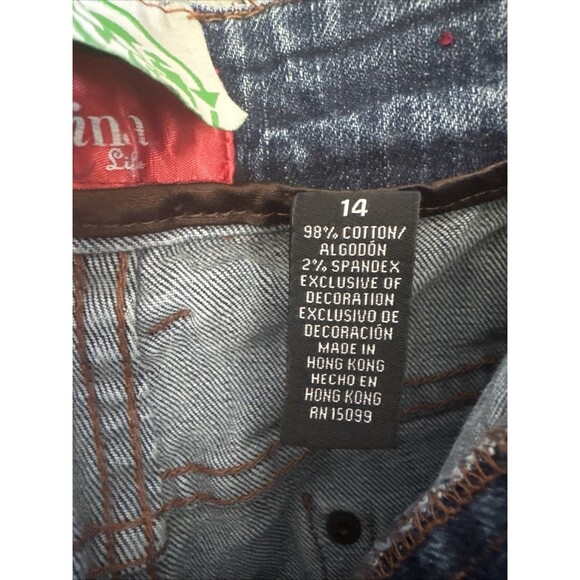 Life
14
98% COTTON/
ALGODÓN
2% SPANDEX
EXCLUSIVE OF
DECORATION
EXCLUSIVO DE
DECORACIÓN
MADE IN
HONG KONG
HECHO EN
HONG KONG
RN 15099